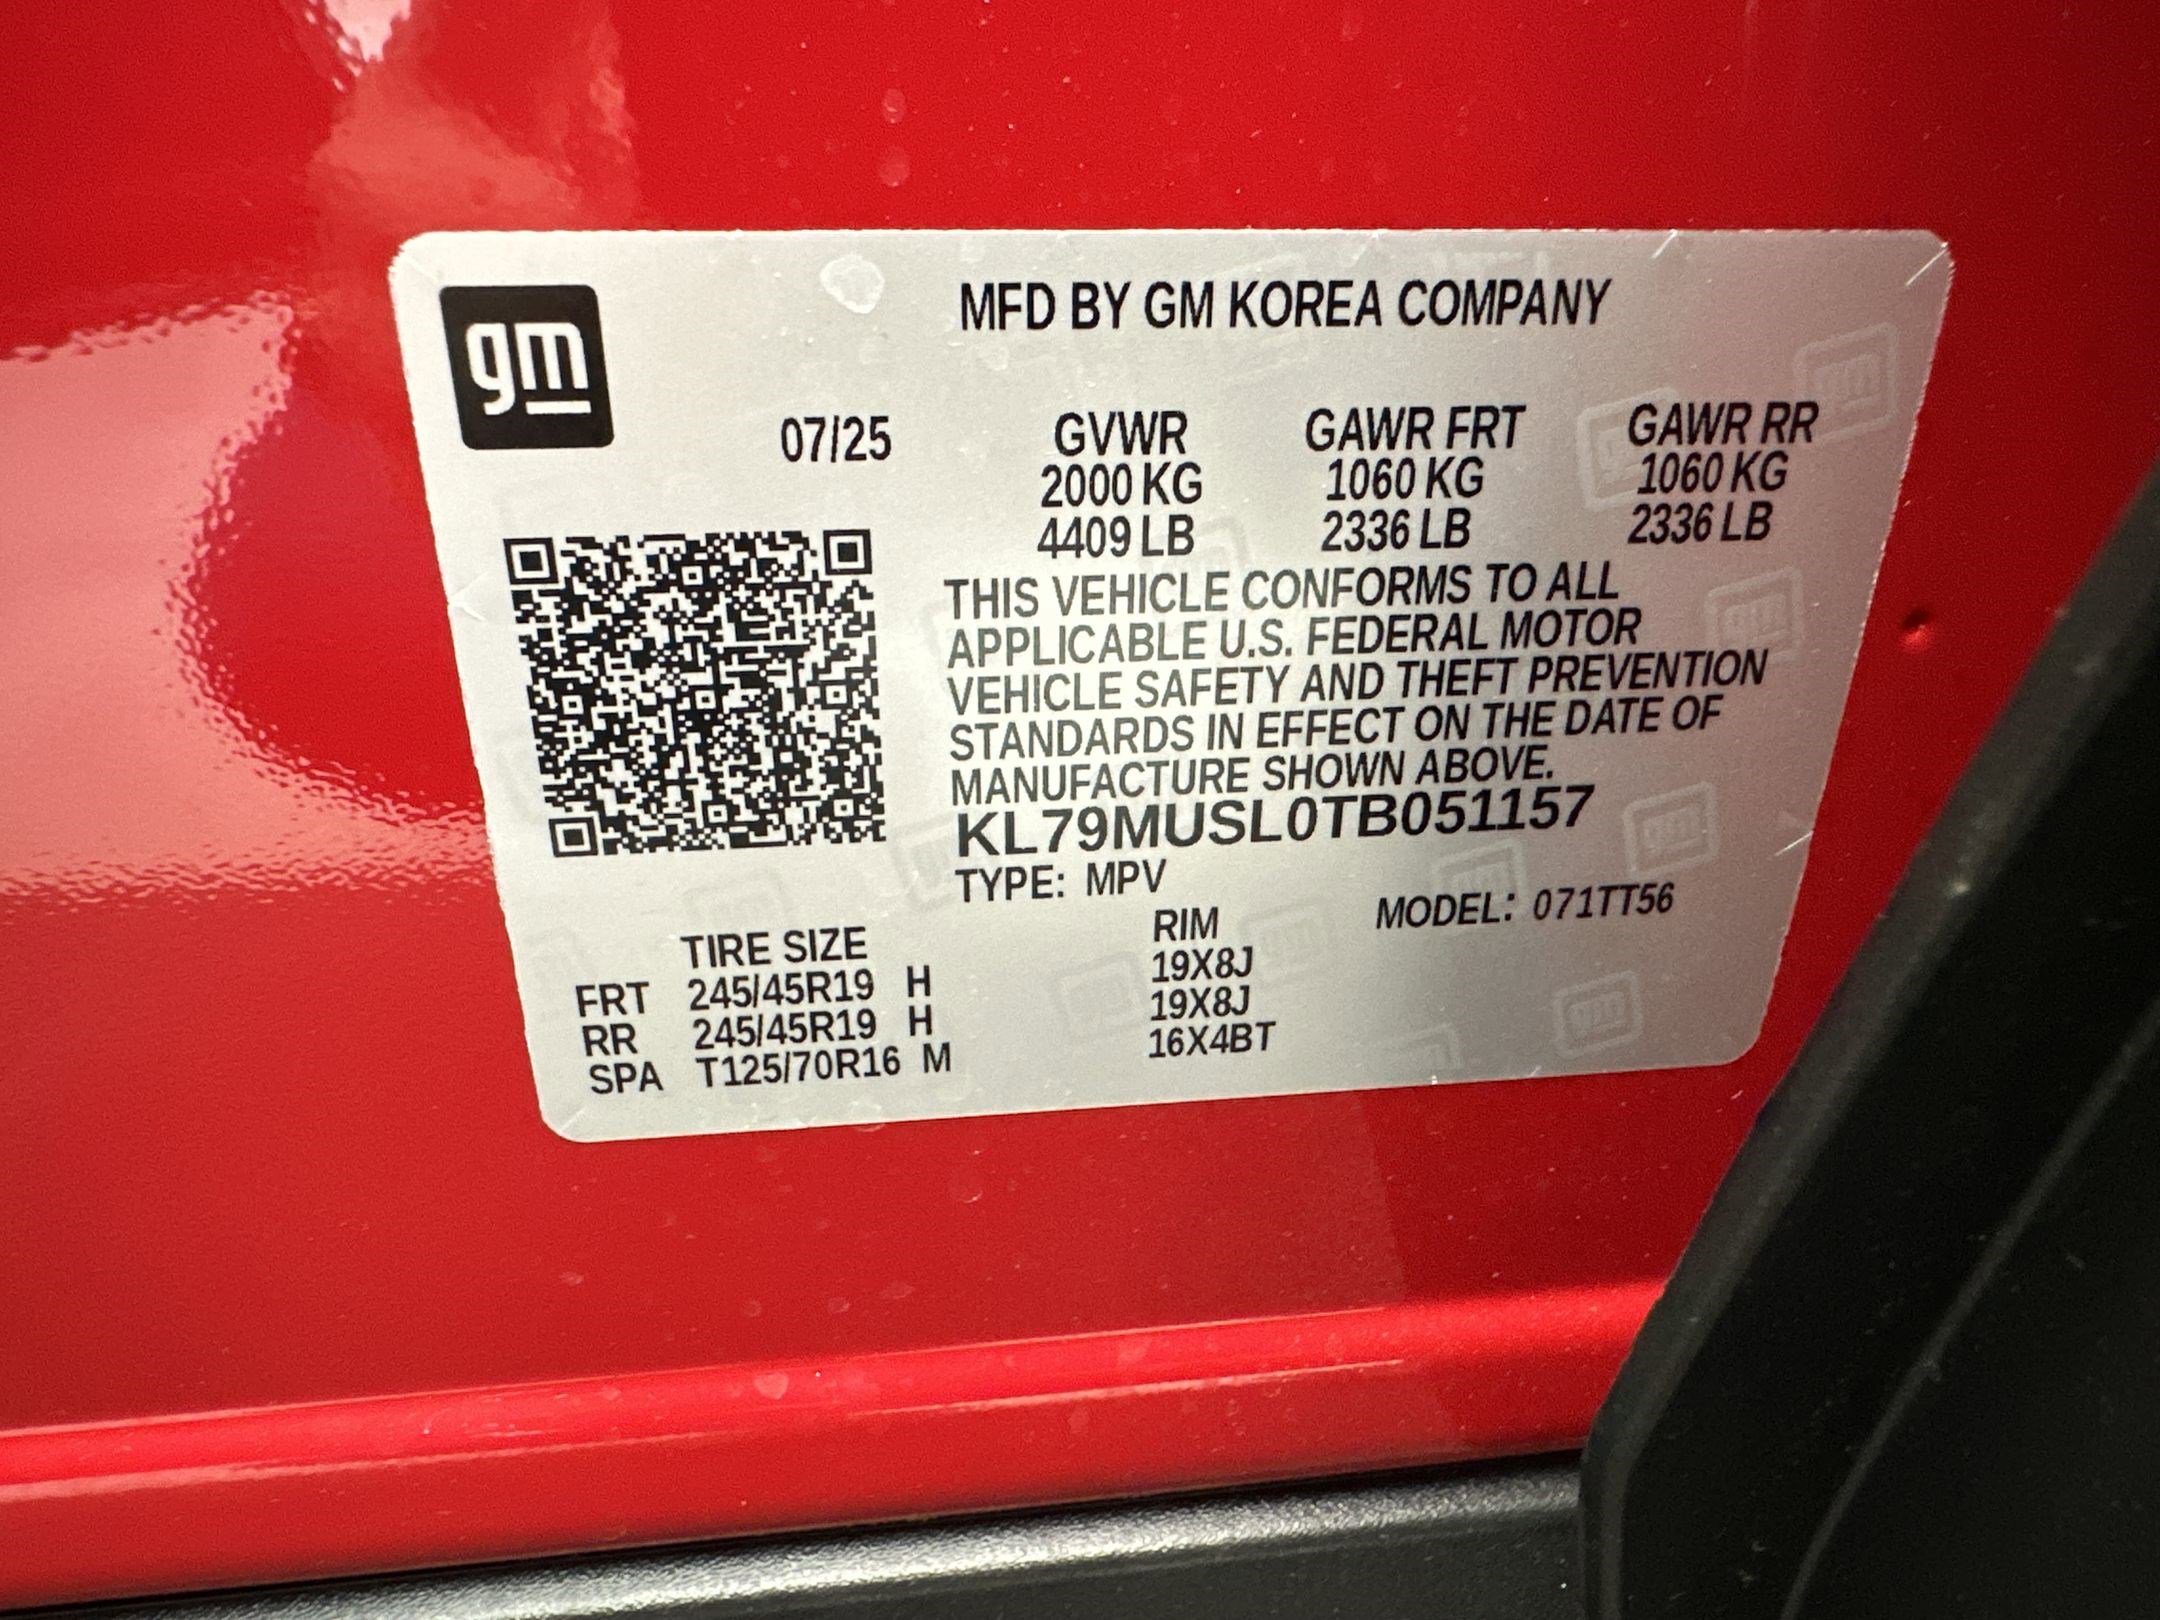 gm
MFD BY GM KOREA COMPANY
07/25 GVWR GAWR FRT GAWR RR
2000 KG 1060 KG 1060 KG
4409 LB 2336 LB 2336 LB
THIS VEHICLE CONFORMS TO ALL
APPLICABLE U.S. FEDERAL MOTOR
VEHICLE SAFETY AND THEFT PREVENTION
STANDARDS IN EFFECT ON THE DATE OF
MANUFACTURE SHOWN ABOVE.
KL79MUSL0TB051157
TYPE: MPV
MODEL: 071TT56
TIRE SIZE RIM
FRT 245/45R19 H 19X8J
RR 245/45R19 H 19X8J
SPA T125/70R16 M 16X4BT